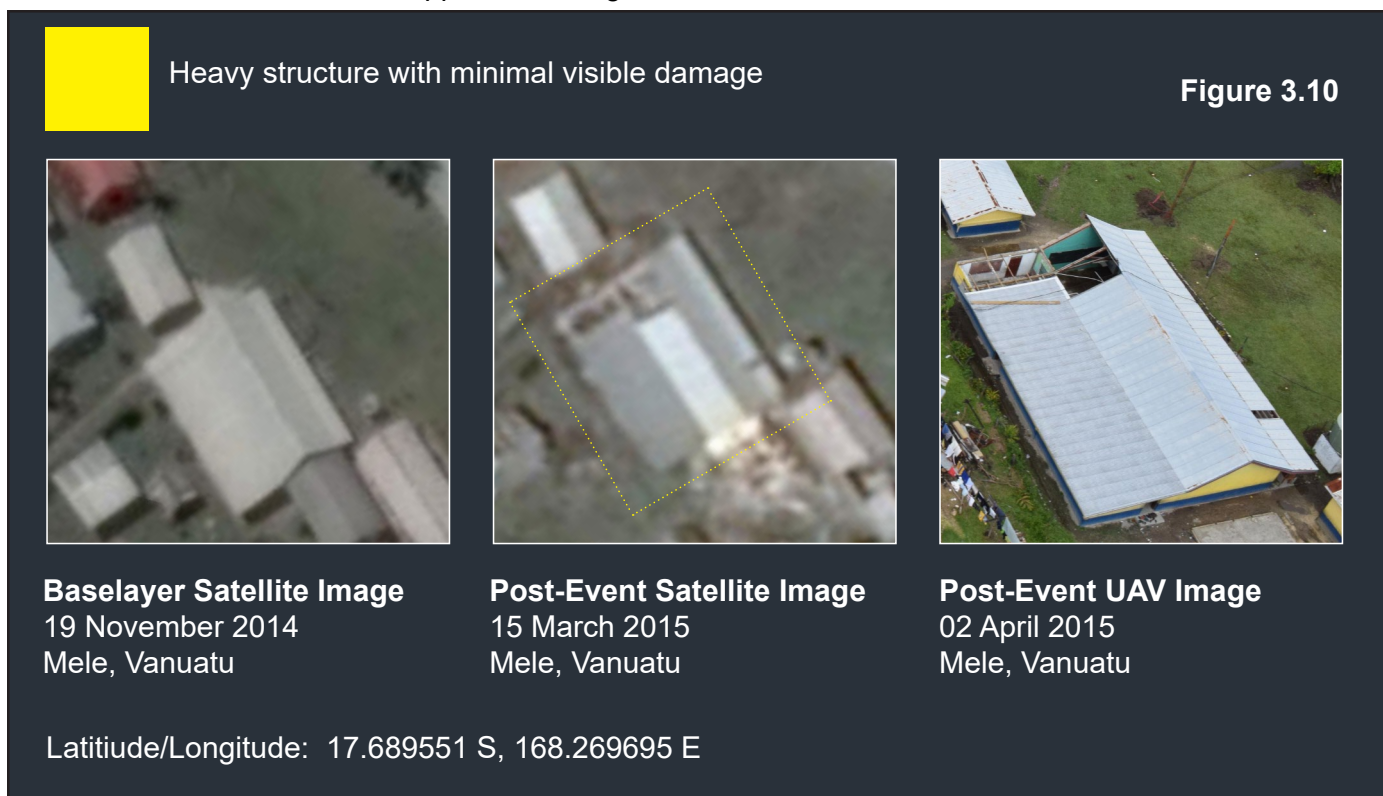 Heavy structure with minimal visible damage
Figure 3.10
Baselayer Satellite Image
19 November 2014
Mele, Vanuatu
Post-Event Satellite Image
15 March 2015
Mele, Vanuatu
Post-Event UAV Image
02 April 2015
Mele, Vanuatu
Latitiude/Longitude: 17.689551 S, 168.269695 E